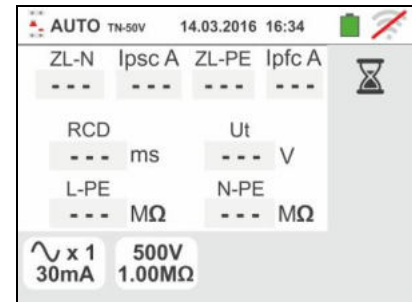 AUTO TN-50V 14.03.2016 16:34
ZL-N Ipsc A ZL-PE Ipfc A
--- --- --- ---
RCD Ut
--- ms --- V
L-PE N-PE
--- MΩ --- MΩ
x 1 500V
30mA 1.00MΩ